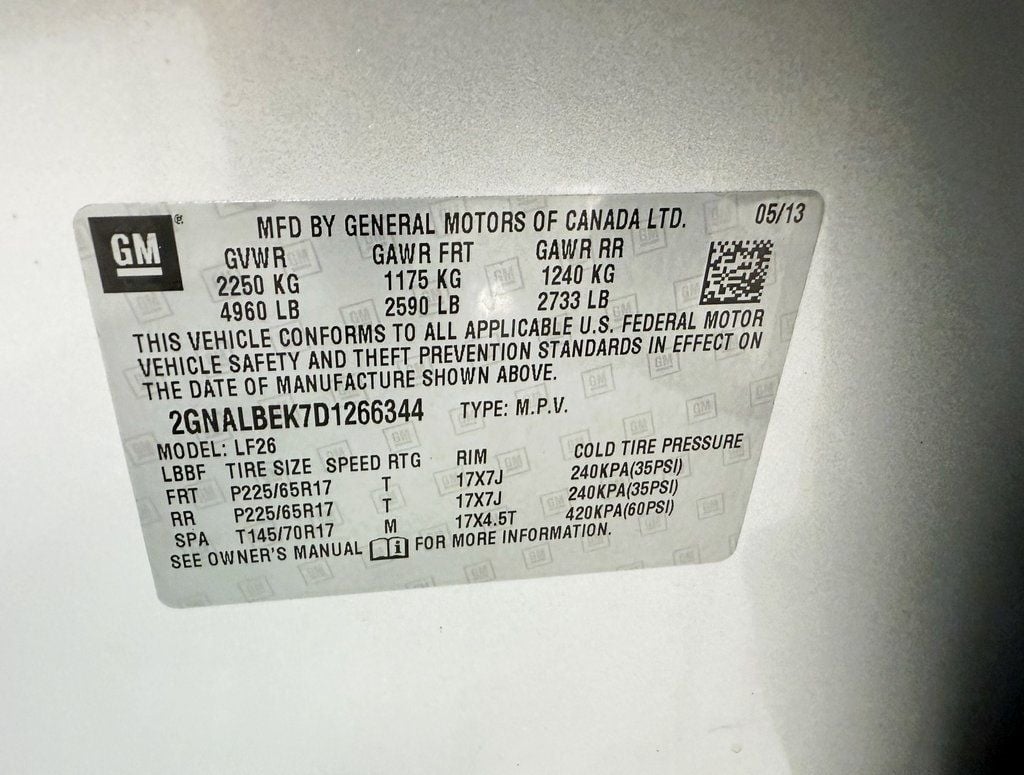 GM ®
MFD BY GENERAL MOTORS OF CANADA LTD. 05/13
GVWR GAWR FRT GAWR RR
2250 KG 1175 KG 1240 KG
4960 LB 2590 LB 2733 LB
THIS VEHICLE CONFORMS TO ALL APPLICABLE U.S. FEDERAL MOTOR
VEHICLE SAFETY AND THEFT PREVENTION STANDARDS IN EFFECT ON
THE DATE OF MANUFACTURE SHOWN ABOVE.
2GNALBEK7D1266344 TYPE: M.P.V.
MODEL: LF26
LBBF TIRE SIZE SPEED RTG RIM COLD TIRE PRESSURE
FRT P225/65R17 T 17X7J 240KPA(35PSI)
RR P225/65R17 T 17X7J 240KPA(35PSI)
SPA T145/70R17 M 17X4.5T 420KPA(60PSI)
SEE OWNER'S MANUAL i FOR MORE INFORMATION.